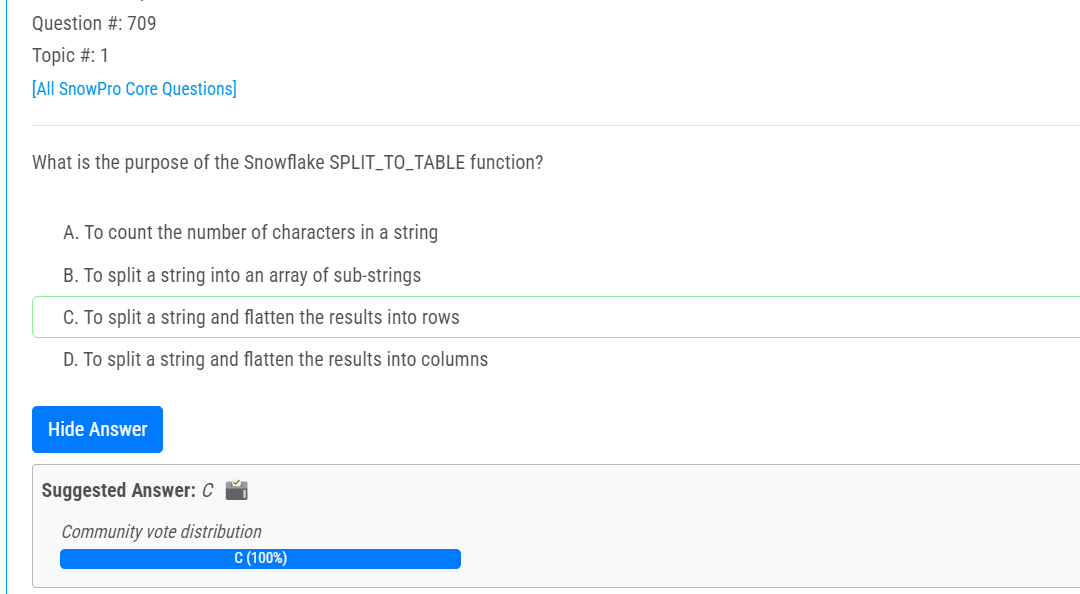 Question #: 709
Topic #: 1
[All SnowPro Core Questions]
What is the purpose of the Snowflake SPLIT_TO_TABLE function?
A. To count the number of characters in a string
B. To split a string into an array of sub-strings
C. To split a string and flatten the results into rows
D. To split a string and flatten the results into columns
Hide Answer
Suggested Answer: C
Community vote distribution
C (100%)